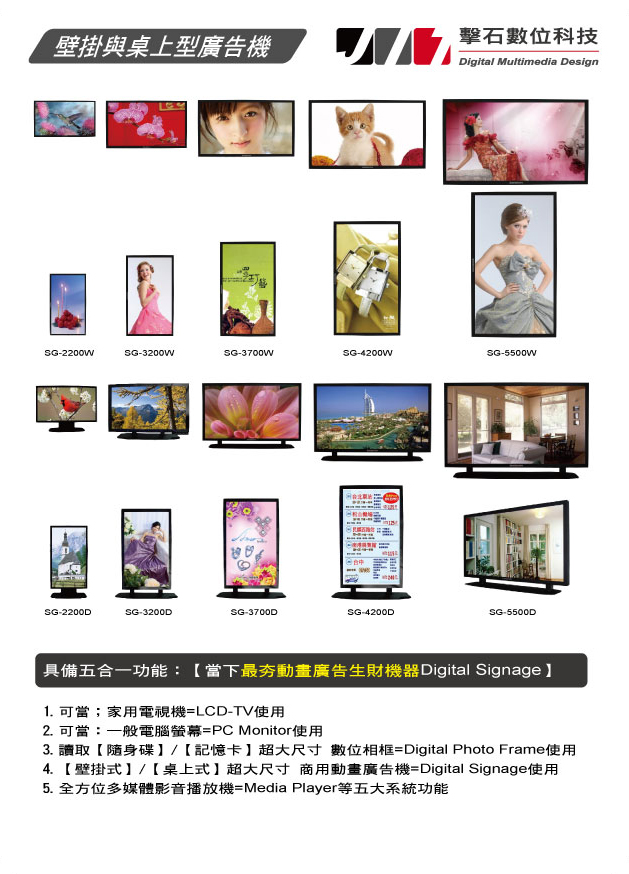 壁掛與桌上型廣告機
擊石數位科技
Digital Multimedia Design
SG-2200W SG-3200W SG-3700W SG-4200W SG-5500W
SG-2200D SG-3200D SG-3700D SG-4200D SG-5500D
具備五合一功能：【當下最夯動畫廣告生財機器Digital Signage】
1. 可當；家用電視機=LCD-TV使用
2. 可當：一般電腦螢幕=PC Monitor使用
3. 讀取【隨身碟】/【記憶卡】超大尺寸 數位相框=Digital Photo Frame使用
4. 【壁掛式】/【桌上式】超大尺寸 商用動畫廣告機=Digital Signage使用
5. 全方位多媒體影音播放機=Media Player等五大系統功能